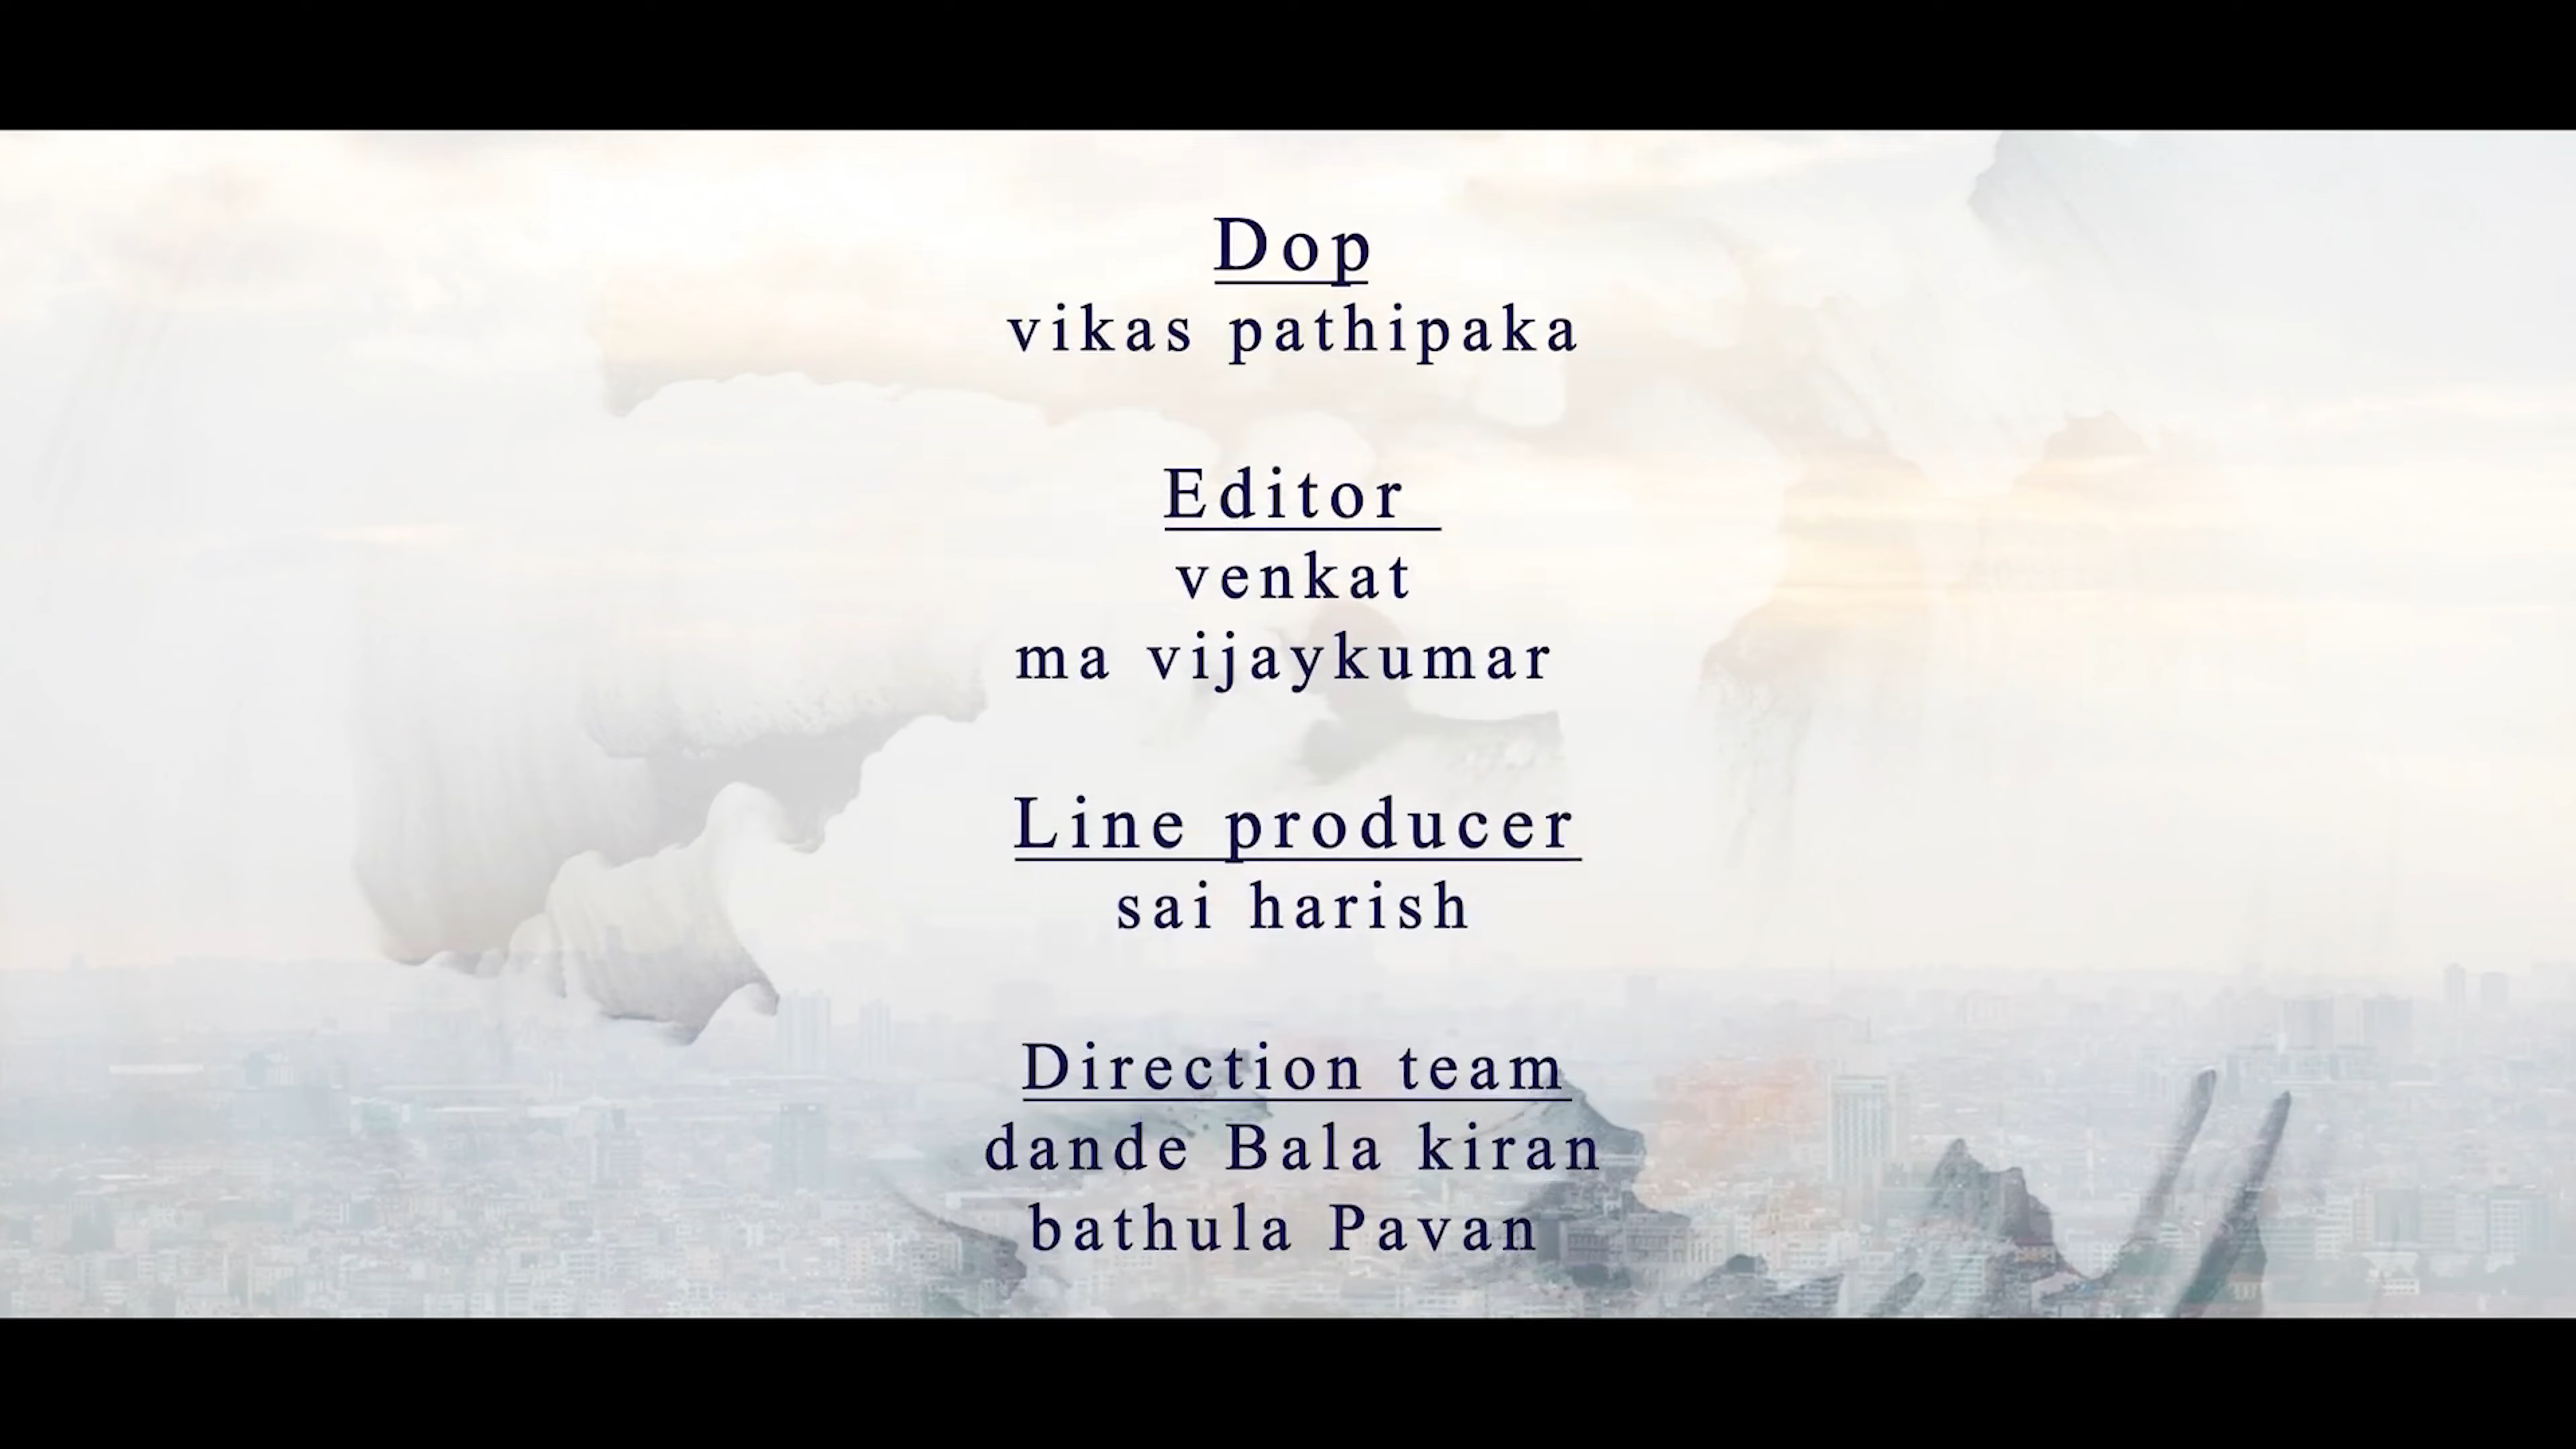 Dop
vikas pathipaka
Editor
venkat
ma vijaykumar
Line producer
sai harish
Direction team
dande Bala kiran
bathula Pavan